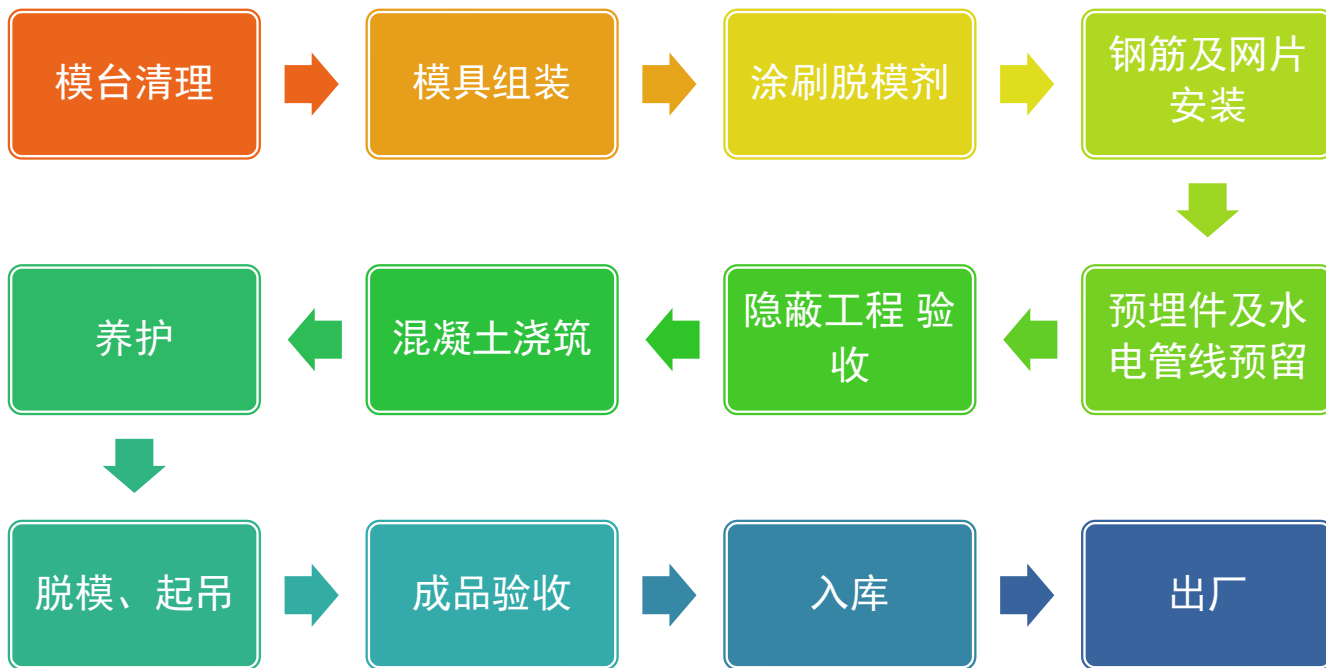 模台清理
模具组装
涂刷脱模剂
钢筋及网片
安装
预埋件及水
电管线预留
隐蔽工程 验
收
混凝土浇筑
养护
脱模、起吊
成品验收
入库
出厂